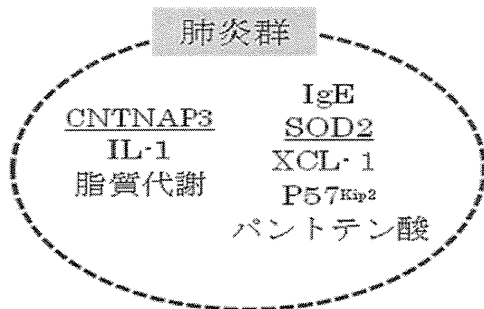 肺炎群
CNTNAP3
IL-1
脂質代謝
IgE
SOD2
XCL-1
P57Kip2
パントテン酸